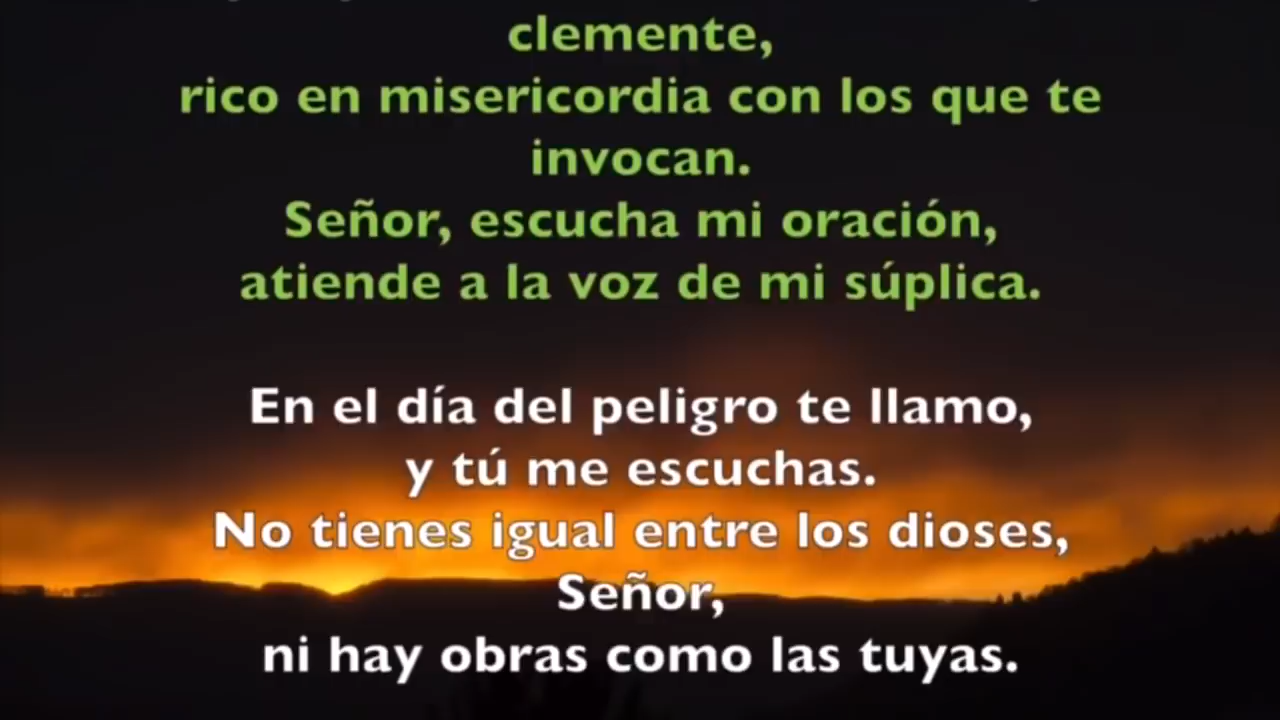 clemente,
rico en misericordia con los que te
invocan.
Señor, escucha mi oración,
atiende a la voz de mi súplica.
En el día del peligro te llamo,
y tú me escuchas.
No tienes igual entre los dioses,
Señor,
ni hay obras como las tuyas.